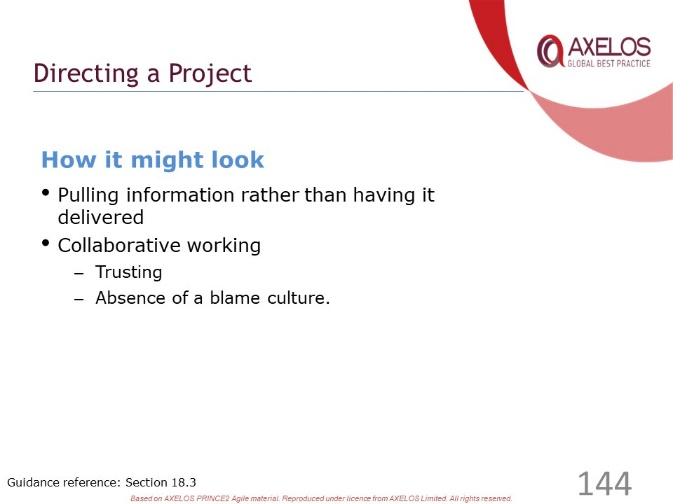 AXELOS
GLOBAL BEST PRACTICE
Directing a Project
How it might look
• Pulling information rather than having it
delivered
• Collaborative working
– Trusting
– Absence of a blame culture.
Guidance reference: Section 18.3
Based on AXELOS PRINCE2 Agile material. Reproduced under licence from AXELOS Limited. All rights reserved.
144